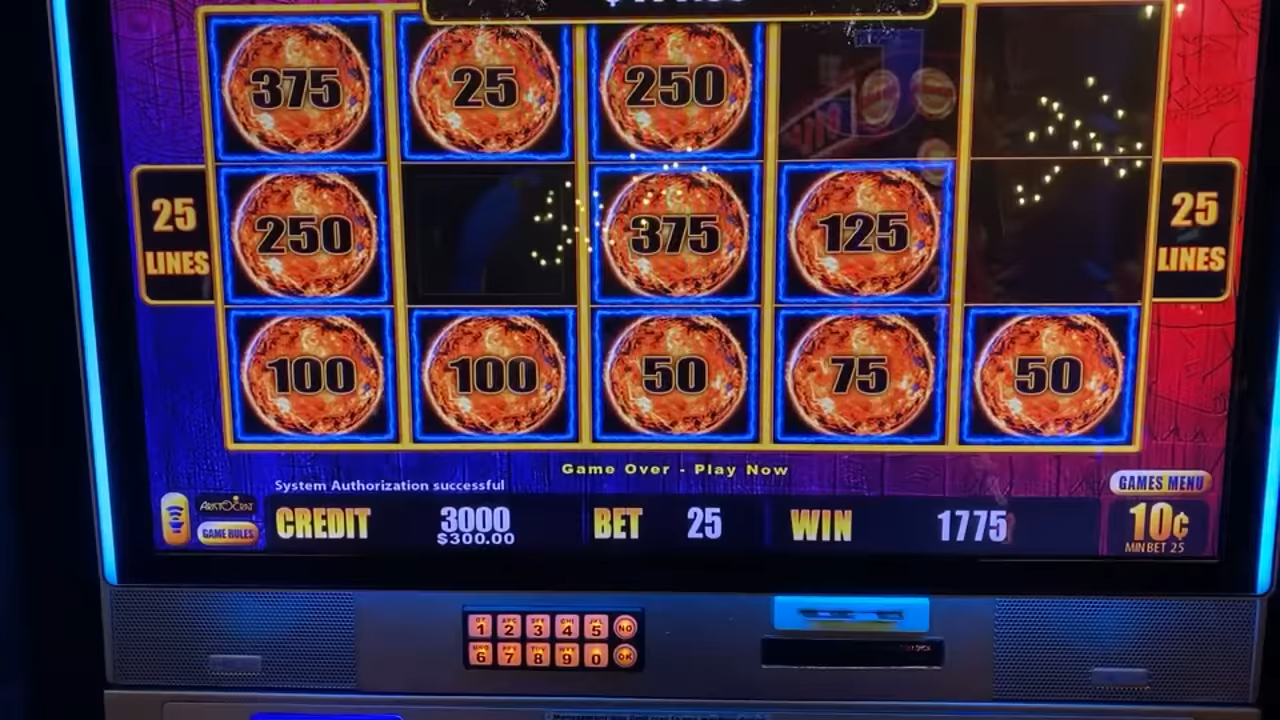 375 25 250
25 LINES
250 375 125
25 LINES
100 100 50 75 50
Game Over - Play Now
System Authorization successful
GAMES MENU
ARISTOCRAT
GAME RULES
CREDIT 3000 BET 25 WIN 1775
$300.00
10¢
MIN BET 25
1 2 3 4 5 NO
6 7 8 9 0 OK